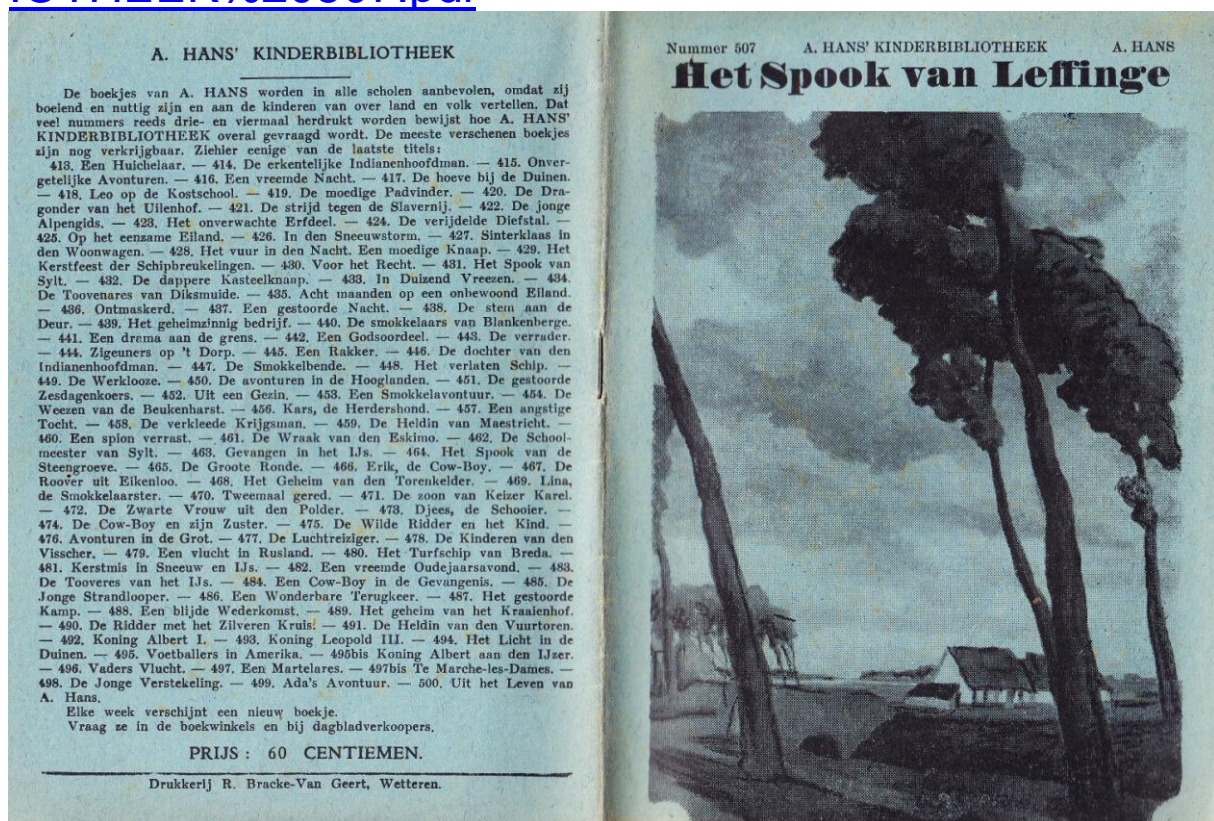 A. HANS' KINDERBIBLIOTHEEK
De boekjes van A. HANS worden in alle scholen aanbevolen, omdat zij
boeiend en nuttig zijn en aan de kinderen van over land en volk vertellen. Dat
veel nummers reeds drie- en viermaal herdrukt worden bewijst hoe A. HANS'
KINDERBIBLIOTHEEK overal gevraagd wordt. De meeste verschenen boekjes
zijn nog verkrijgbaar. Ziehier eenige van de laatste titels:
413. Een Huichelaar. — 414. De erkentelijke Indianenhoofdman. — 415. Onver-
getelijke Avonturen. — 416. Een vreemde Nacht. — 417. De hoeve bij de Duinen.
— 418. Leo op de Kostschool. — 419. De moedige Padvinder. — 420. De Dra-
gonder van het Uilenhof. — 421. De strijd tegen de Slavernij. — 422. De jonge
Alpengids. — 423. Het onverwachte Erfdeel. — 424. De verijdelde Diefstal. —
425. Op het eenzame Eiland. — 426. In den Sneeuwstorm. — 427. Sinterklaas in
den Woonwagen. — 428. Het vuur in den Nacht. Een moedige Knaap. — 429. Het
Kerstfeest der Schipbreukelingen. — 430. Voor het Recht. — 431. Het Spook van
Sylt. — 432. De dappere Kasteelknaap. — 433. In Duizend Vreezen. — 434.
De Toovenares van Diksmuide. — 435. Acht maanden op een onbewoond Eiland.
— 436. Ontmaskerd. — 437. Een gestoorde Nacht. — 438. De stem aan de
Deur. — 439. Het geheimzinnig bedrijf. — 440. De smokkelaars van Blankenberge.
— 441. Een drama aan de grens. — 442. Een Godsoordeel. — 443. De verrader.
— 444. Zigeuners op 't Dorp. — 445. Een Rakker. — 446. De dochter van den
Indianenhoofdman. — 447. De Smokkelbende. — 448. Het verlaten Schip. —
449. De Werklooze. — 450. De avonturen in de Hooglanden. — 451. De gestoorde
Zesdagenkoers. — 452. Uit een Gezin. — 453. Een Smokkelavontuur. — 454. De
Weezen van de Beukenharst. — 456. Kars, de Herdershond. — 457. Een angstige
Tocht. — 458. De verkleede Krijgsman. — 459. De Heldin van Maestricht. —
460. Een spion verrast. — 461. De Wraak van den Eskimo. — 462. De School-
meester van Sylt. — 463. Gevangen in het IJs. — 464. Het Spook van de
Steengroeve. — 465. De Groote Ronde. — 466. Erik, de Cow-Boy. — 467. De
Roover uit Eikenloo. — 468. Het Geheim van den Torenkelder. — 469. Lina,
de Smokkelaarster. — 470. Tweemaal gered. — 471. De zoon van Keizer Karel.
— 472. De Zwarte Vrouw uit den Polder. — 473. Djees, de Schooier. —
474. De Cow-Boy en zijn Zuster. — 475. De Wilde Ridder en het Kind. —
476. Avonturen in de Grot. — 477. De Luchtreiziger. — 478. De Kinderen van den
Visscher. — 479. Een vlucht in Rusland. — 480. Het Turfschip van Breda. —
481. Kerstmis in Sneeuw en IJs. — 482. Een vreemde Oudejaarsavond. — 483.
De Tooveres van het IJs. — 484. Een Cow-Boy in de Gevangenis. — 485. De
Jonge Strandlooper. — 486. Een Wonderbare Terugkeer. — 487. Het gestoorde
Kamp. — 488. Een blijde Wederkomst. — 489. Het geheim van het Kraaienhof.
— 490. De Ridder met het Zilveren Kruis! — 491. De Heldin van den Vuurtoren.
— 492. Koning Albert I. — 493. Koning Leopold III. — 494. Het Licht in de
Duinen. — 495. Voetballers in Amerika. — 495bis Koning Albert aan den IJzer.
— 496. Vaders Vlucht. — 497. Een Martelares. — 497bis Te Marche-les-Dames. —
498. De Jonge Verstekeling. — 499. Ada's Avontuur. — 500. Uit het Leven van
A. Hans.
Elke week verschijnt een nieuw boekje.
Vraag ze in de boekwinkels en bij dagbladverkoopers.
PRIJS : 60 CENTIEMEN.
Drukkerij R. Bracke-Van Geert, Wetteren.
Nummer 507 A. HANS' KINDERBIBLIOTHEEK A. HANS
Het Spook van Leffinge